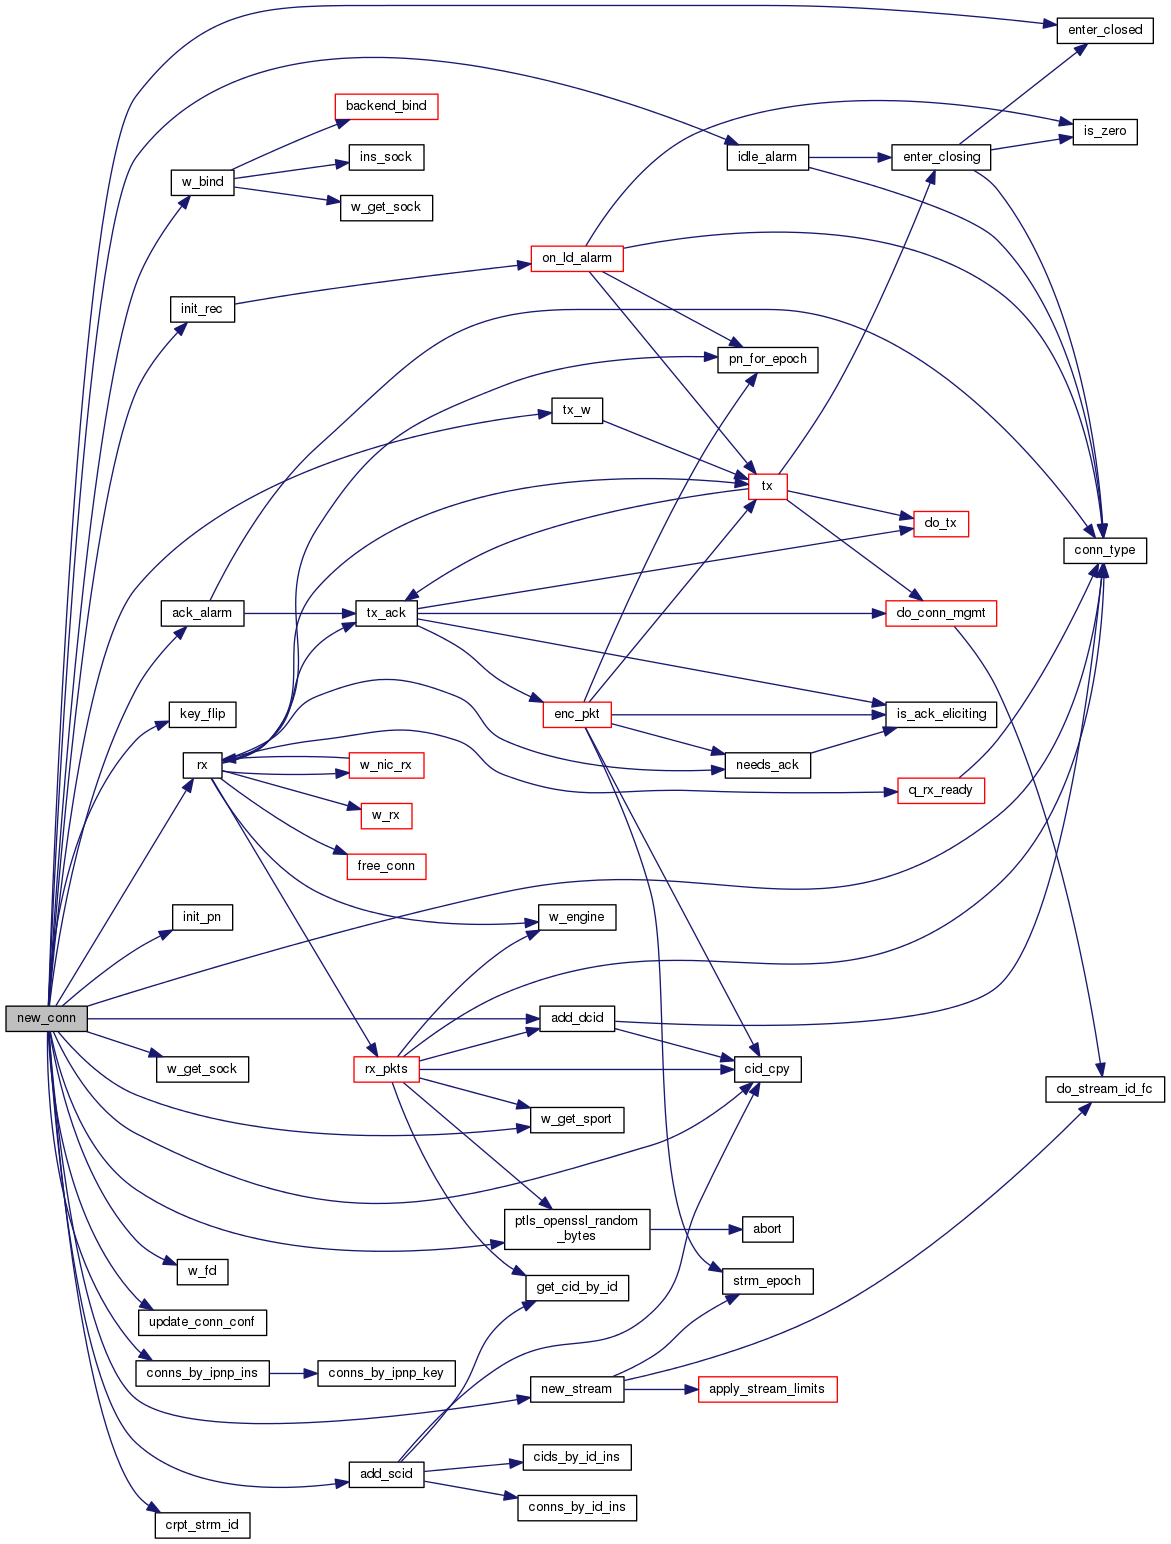 enter_closed
backend_bind
is_zero
idle_alarm
enter_closing
ins_sock
w_bind
w_get_sock
on_ld_alarm
init_rec
pn_for_epoch
tx_w
tx
do_tx
conn_type
ack_alarm
tx_ack
do_conn_mgmt
key_flip
enc_pkt
is_ack_eliciting
rx
w_nic_rx
needs_ack
q_rx_ready
w_rx
free_conn
init_pn
w_engine
new_conn
add_dcid
w_get_sock
rx_pkts
cid_cpy
do_stream_id_fc
w_get_sport
ptls_openssl_random
_bytes
abort
w_fd
get_cid_by_id
strm_epoch
update_conn_conf
conns_by_ipnp_ins
conns_by_ipnp_key
new_stream
apply_stream_limits
cids_by_id_ins
add_scid
conns_by_id_ins
crpt_strm_id